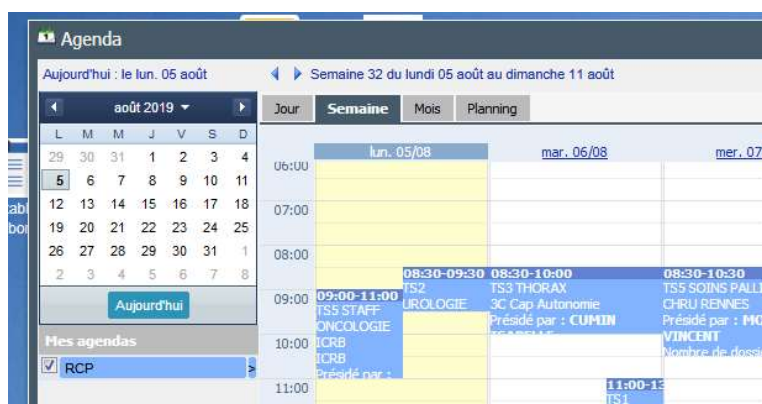 Agenda
Aujourd'hui : le lun. 05 août
Semaine 32 du lundi 05 août au dimanche 11 août
août 2019
Jour Semaine Mois Planning
L M M J V S D
29 30 31 1 2 3 4
5 6 7 8 9 10 11
12 13 14 15 16 17 18
19 20 21 22 23 24 25
26 27 28 29 30 31 1
2 3 4 5 6 7 8
Aujourd'hui
Mes agendas
RCP
lun. 05/08 mar. 06/08 mer. 07
06:00
07:00
08:00
09:00
10:00
11:00
09:00-11:00
TS5 STAFF
ONCOLOGIE
ICRB
ICRB
Présidé par :
08:30-09:30
TS2
UROLOGIE
08:30-10:00
TS3 THORAX
3C Cap Autonomie
Présidé par : CUMIN
08:30-10:30
TS5 SOINS PALL
CHRU RENNES
Présidé par : MO
VINCENT
Nombre de dossi
11:00-13
TS1